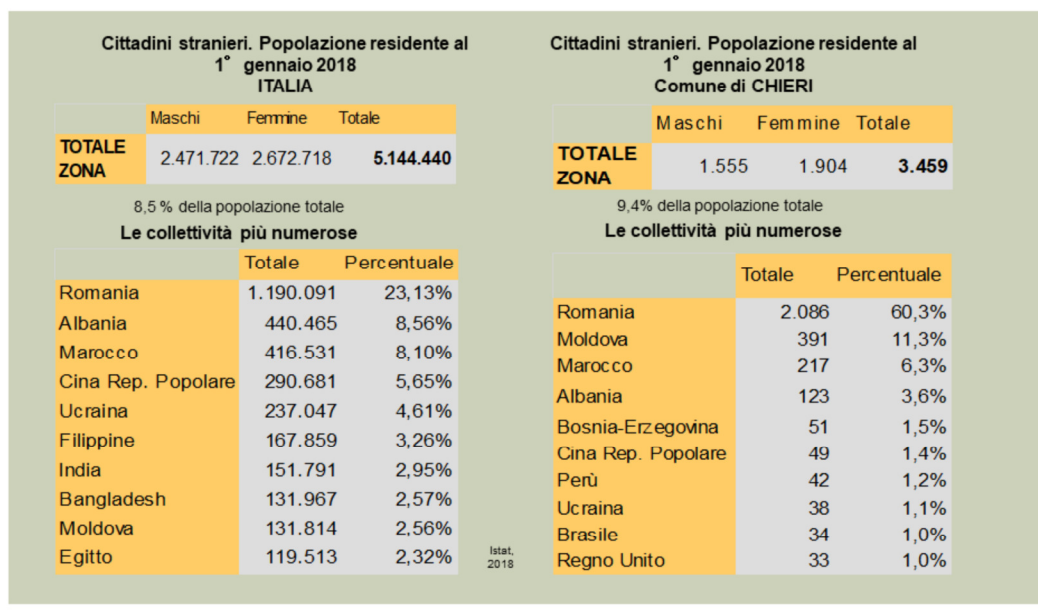 Cittadini stranieri. Popolazione residente al
1° gennaio 2018
ITALIA
Maschi Femmine Totale
TOTALE ZONA 2.471.722 2.672.718 5.144.440
8,5 % della popolazione totale
Le collettività più numerose
Totale Percentuale
Romania 1.190.091 23,13%
Albania 440.465 8,56%
Marocco 416.531 8,10%
Cina Rep. Popolare 290.681 5,65%
Ucraina 237.047 4,61%
Filippine 167.859 3,26%
India 151.791 2,95%
Bangladesh 131.967 2,57%
Moldova 131.814 2,56%
Egitto 119.513 2,32%
Istat,
2018
Cittadini stranieri. Popolazione residente al
1° gennaio 2018
Comune di CHIERI
Maschi Femmine Totale
TOTALE ZONA 1.555 1.904 3.459
9,4% della popolazione totale
Le collettività più numerose
Totale Percentuale
Romania 2.086 60,3%
Moldova 391 11,3%
Marocco 217 6,3%
Albania 123 3,6%
Bosnia-Erzegovina 51 1,5%
Cina Rep. Popolare 49 1,4%
Perù 42 1,2%
Ucraina 38 1,1%
Brasile 34 1,0%
Regno Unito 33 1,0%